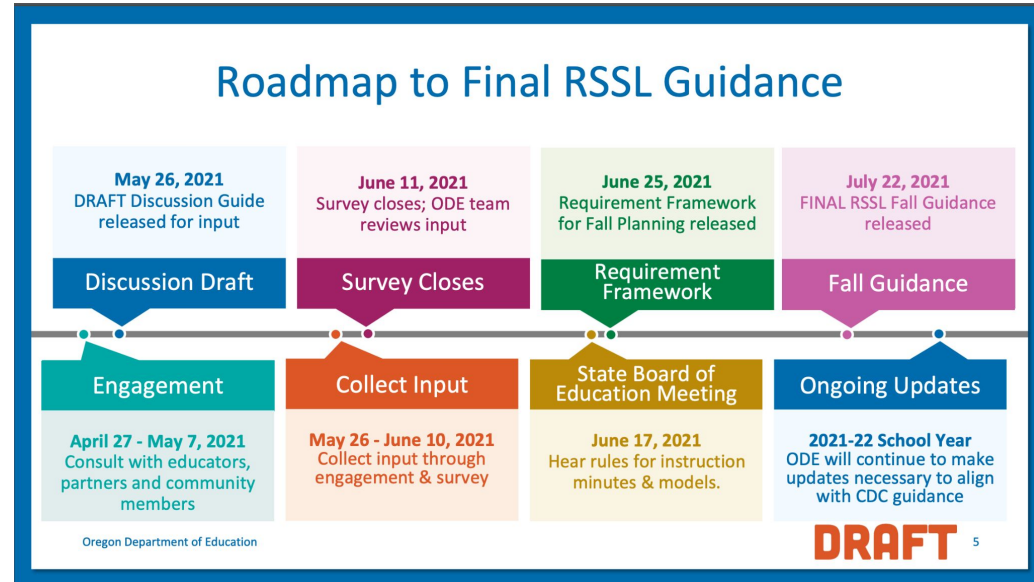 Roadmap to Final RSSL Guidance
May 26, 2021
DRAFT Discussion Guide
released for input
Discussion Draft
June 11, 2021
Survey closes; ODE team
reviews input
Survey Closes
June 25, 2021
Requirement Framework
for Fall Planning released
Requirement
Framework
July 22, 2021
FINAL RSSL Fall Guidance
released
Fall Guidance
Engagement
April 27 - May 7, 2021
Consult with educators,
partners and community
members
Collect Input
May 26 - June 10, 2021
Collect input through
engagement & survey
State Board of
Education Meeting
June 17, 2021
Hear rules for instruction
minutes & models.
Ongoing Updates
2021-22 School Year
ODE will continue to make
updates necessary to align
with CDC guidance
Oregon Department of Education
DRAFT
5